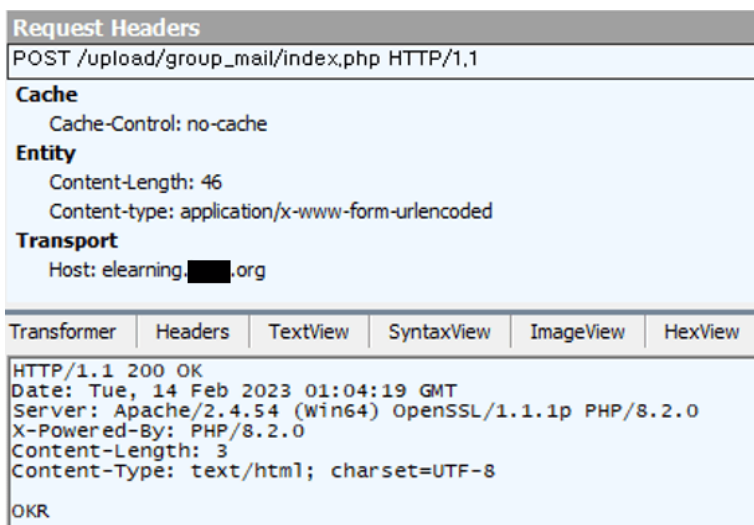 Request Headers
POST /upload/group_mail/index,php HTTP/1,1
Cache
Cache-Control: no-cache
Entity
Content-Length: 46
Content-type: application/x-www-form-urlencoded
Transport
Host: elearning. .org
Transformer Headers TextView SyntaxView ImageView HexView
HTTP/1.1 200 OK
Date: Tue, 14 Feb 2023 01:04:19 GMT
Server: Apache/2.4.54 (Win64) OpenSSL/1.1.1p PHP/8.2.0
X-Powered-By: PHP/8.2.0
Content-Length: 3
Content-Type: text/html; charset=UTF-8
OKR